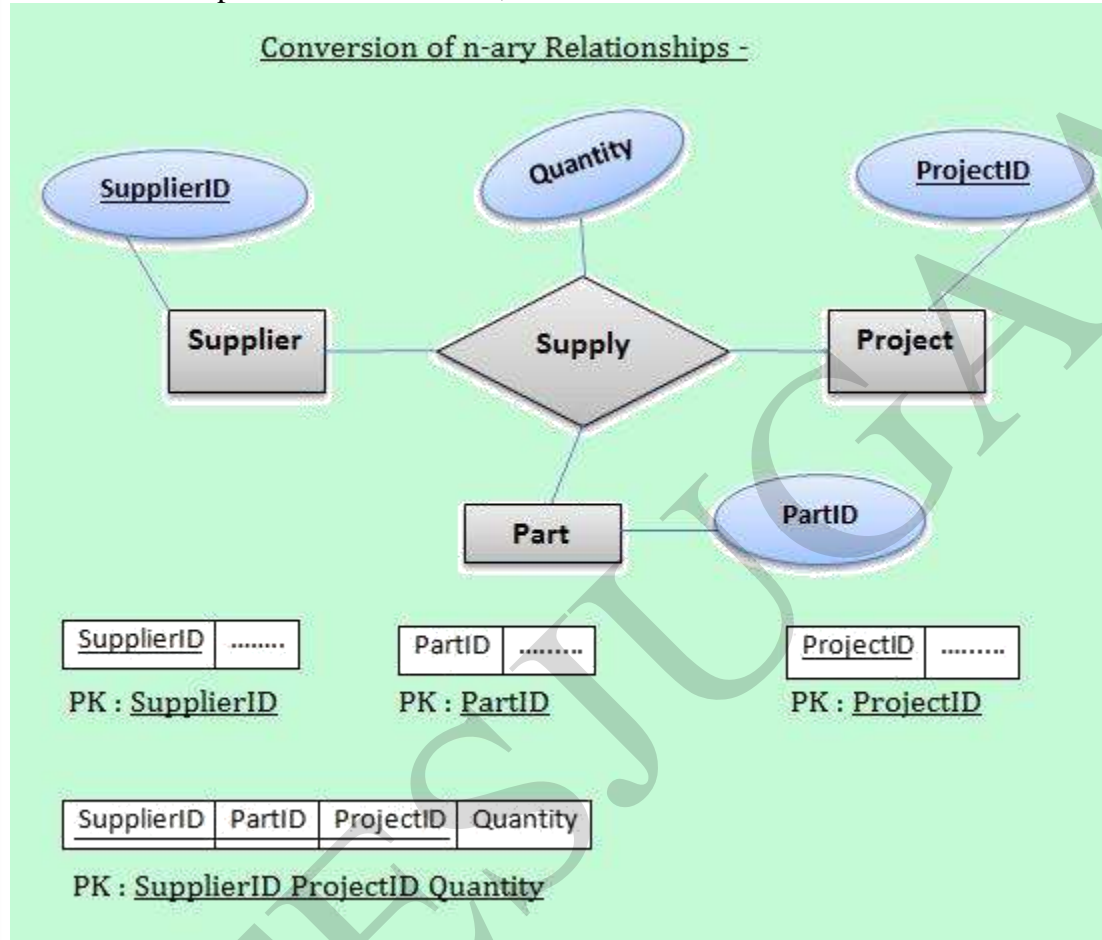 Conversion of n-ary Relationships -
Quantity
SupplierID
ProjectID
Supplier
Supply
Project
Part
PartID
SupplierID ........
PartID .........
ProjectID .........
PK : SupplierID
PK : PartID
PK : ProjectID
SupplierID PartID ProjectID Quantity
PK : SupplierID ProjectID Quantity